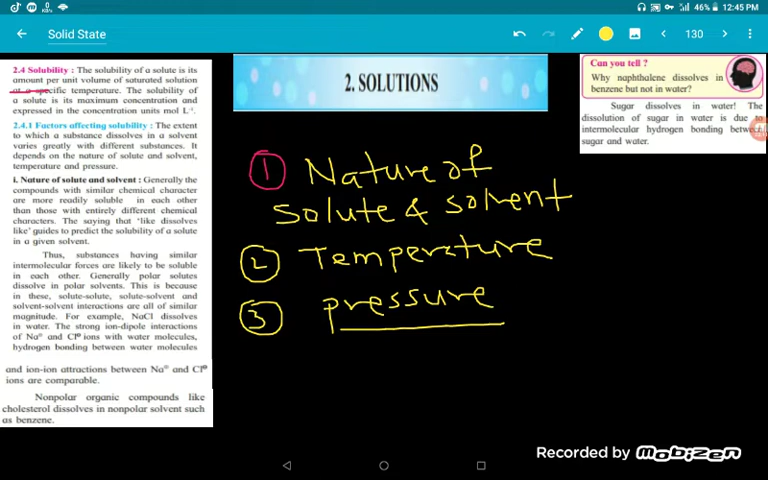 46% 12:45 PM
Solid State
130
2.4 Solubility : The solubility of a solute is its
amount per unit volume of saturated solution
at a specific temperature. The solubility of
a solute is its maximum concentration and
expressed in the concentration units mol L⁻¹.
2.4.1 Factors affecting solubility : The extent
to which a substance dissolves in a solvent
varies greatly with different substances. It
depends on the nature of solute and solvent,
temperature and pressure.
i. Nature of solute and solvent : Generally the
compounds with similar chemical character
are more readily soluble in each other
than those with entirely different chemical
characters. The saying that 'like dissolves
like' guides to predict the solubility of a solute
in a given solvent.
Thus, substances having similar
intermolecular forces are likely to be soluble
in each other. Generally polar solutes
dissolve in polar solvents. This is because
in these, solute-solute, solute-solvent and
solvent-solvent interactions are all of similar
magnitude. For example, NaCl dissolves
in water. The strong ion-dipole interactions
of Na⊕ and Cl⊖ ions with water molecules,
hydrogen bonding between water molecules
and ion-ion attractions between Na⊕ and Cl⊖
ions are comparable.
Nonpolar organic compounds like
cholesterol dissolves in nonpolar solvent such
as benzene.
2. SOLUTIONS
1 Nature of
solute & solvent
2 Temperature
3 pressure
Can you tell ?
Why naphthalene dissolves in
benzene but not in water?
Sugar dissolves in water! The
dissolution of sugar in water is due to
intermolecular hydrogen bonding between
sugar and water.
Recorded by Mobizen